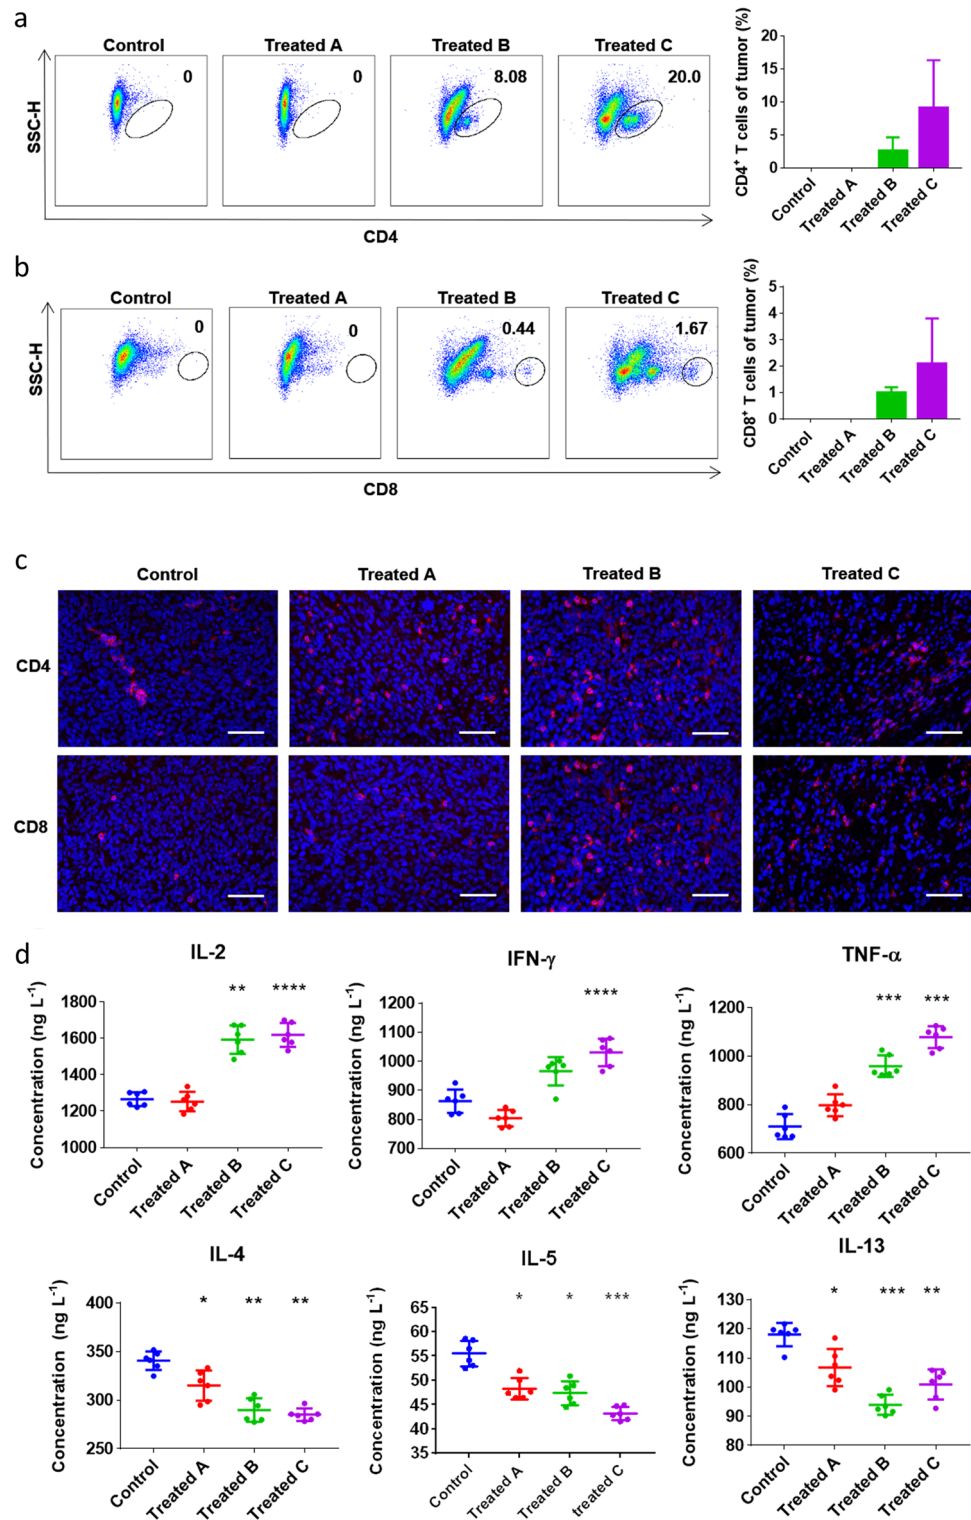 a
Control
Treated A
Treated B
Treated C
0
0
8.08
20.0
SSC-H
CD4
CD4+ T cells of tumor (%)
20
15
10
5
0
Control
Treated A
Treated B
Treated C
b
Control
Treated A
Treated B
Treated C
0
0
0.44
1.67
SSC-H
CD8
CD8+ T cells of tumor (%)
5
4
3
2
1
0
Control
Treated A
Treated B
Treated C
c
Control
Treated A
Treated B
Treated C
CD4
CD8
d
IL-2
Concentration (ng L-1)
1800
1600
1400
1200
1000
** ****
Control
Treated A
Treated B
Treated C
IFN-γ
Concentration (ng L-1)
1200
1100
1000
900
800
700
****
Control
Treated A
Treated B
Treated C
TNF-α
Concentration (ng L-1)
1200
1000
800
600
*** ***
Control
Treated A
Treated B
Treated C
IL-4
Concentration (ng L-1)
400
350
300
250
* ** **
Control
Treated A
Treated B
Treated C
IL-5
Concentration (ng L-1)
65
60
55
50
45
40
35
* * ***
Control
Treated A
Treated B
treated C
IL-13
Concentration (ng L-1)
130
120
110
100
90
80
* *** **
Control
Treated A
Treated B
Treated C